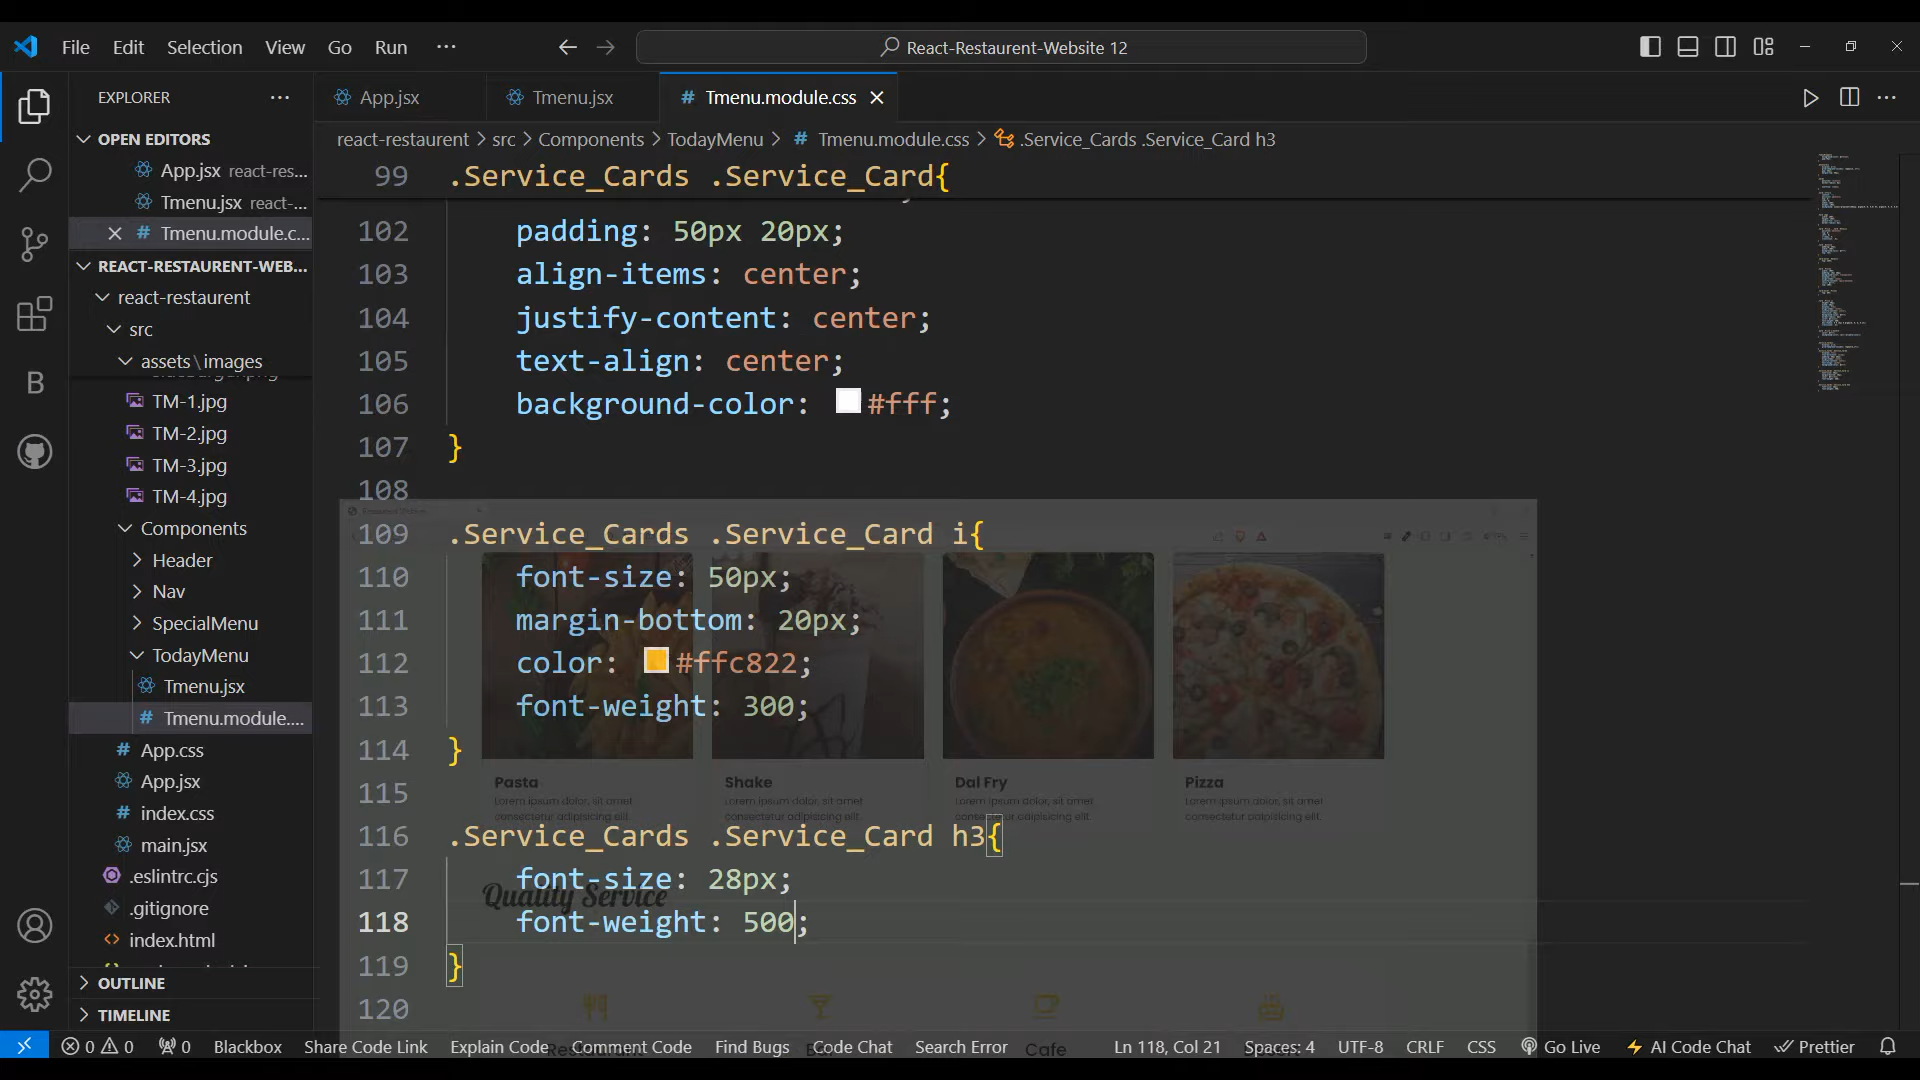 File Edit Selection View Go Run ··· React-Restaurent-Website 12
EXPLORER
App.jsx Tmenu.jsx # Tmenu.module.css
OPEN EDITORS
App.jsx react-res...
Tmenu.jsx react-...
# Tmenu.module.c...
REACT-RESTAURENT-WEB...
react-restaurent
src
assets\images
TM-1.jpg
TM-2.jpg
TM-3.jpg
TM-4.jpg
Components
Header
Nav
SpecialMenu
TodayMenu
Tmenu.jsx
# Tmenu.module....
# App.css
App.jsx
# index.css
main.jsx
.eslintrc.cjs
.gitignore
index.html
OUTLINE
TIMELINE
react-restaurent > src > Components > TodayMenu > # Tmenu.module.css > .Service_Cards .Service_Card h3
99 .Service_Cards .Service_Card{
102 padding: 50px 20px;
103 align-items: center;
104 justify-content: center;
105 text-align: center;
106 background-color: #fff;
107 }
108
109 .Service_Cards .Service_Card i{
110 font-size: 50px;
111 margin-bottom: 20px;
112 color: #ffc822;
113 font-weight: 300;
114 }
115
116 .Service_Cards .Service_Card h3{
117 font-size: 28px;
118 font-weight: 500;
119 }
120
Pasta
Lorem ipsum dolor, sit amet
consectetur adipisicing elit.
Shake
Lorem ipsum dolor, sit amet
consectetur adipisicing elit.
Dal Fry
Lorem ipsum dolor, sit amet
consectetur adipisicing elit.
Pizza
Lorem ipsum dolor, sit amet
consectetur adipisicing elit.
Quality Service
Cafe
0 0 0 Blackbox Share Code Link Explain Code Comment Code Find Bugs Code Chat Search Error Ln 118, Col 21 Spaces: 4 UTF-8 CRLF CSS Go Live AI Code Chat Prettier